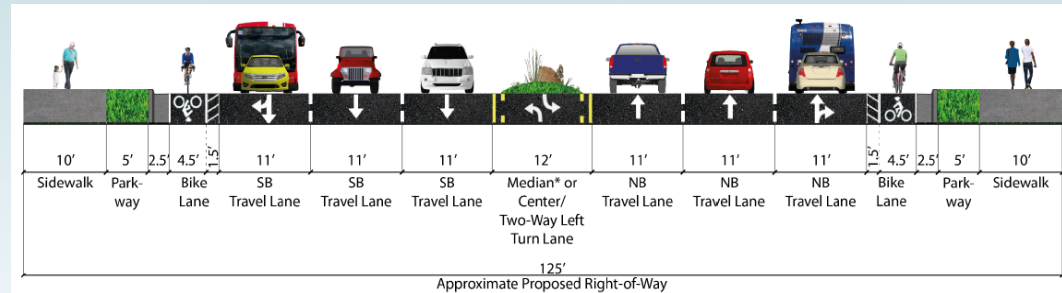 10' 5' 2.5' 4.5' 1.5' 11' 11' 11' 12' 11' 11' 11' 1.5' 4.5' 2.5' 5' 10'
Sidewalk Park- Bike SB SB SB Median* or NB NB NB Bike Park- Sidewalk
way Lane Travel Lane Travel Lane Travel Lane Center/ Travel Lane Travel Lane Travel Lane Lane way
Two-Way Left
Turn Lane
125'
Approximate Proposed Right-of-Way